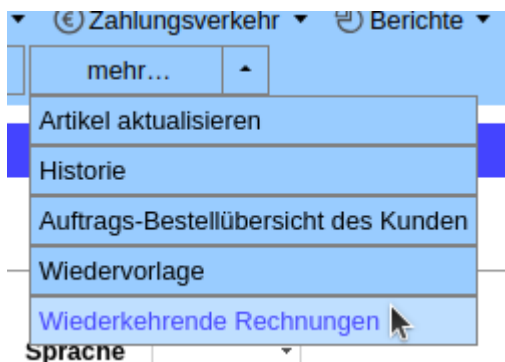 Zahlungsverkehr Berichte
mehr...
Artikel aktualisieren
Historie
Auftrags-Bestellübersicht des Kunden
Wiedervorlage
Wiederkehrende Rechnungen
Sprache